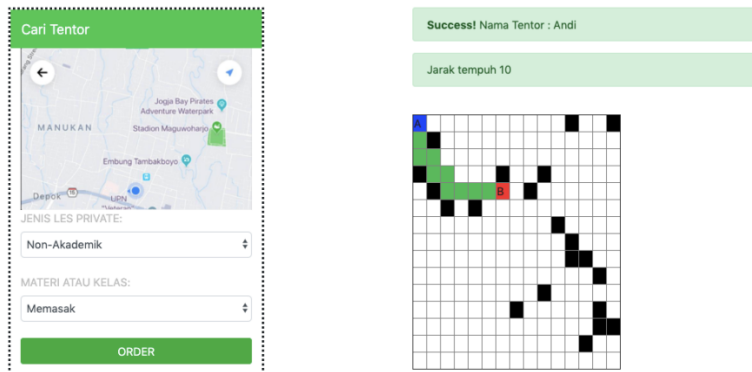 Cari Tentor
Jogja Bay Pirates
Adventure Waterpark
MANUKAN
Stadion Maguwoharjo
Embung Tambakboyo
Depok
UPN
"Veteran"
JENIS LES PRIVATE:
Non-Akademik
MATERI ATAU KELAS:
Memasak
ORDER
Success! Nama Tentor : Andi
Jarak tempuh 10
A
B